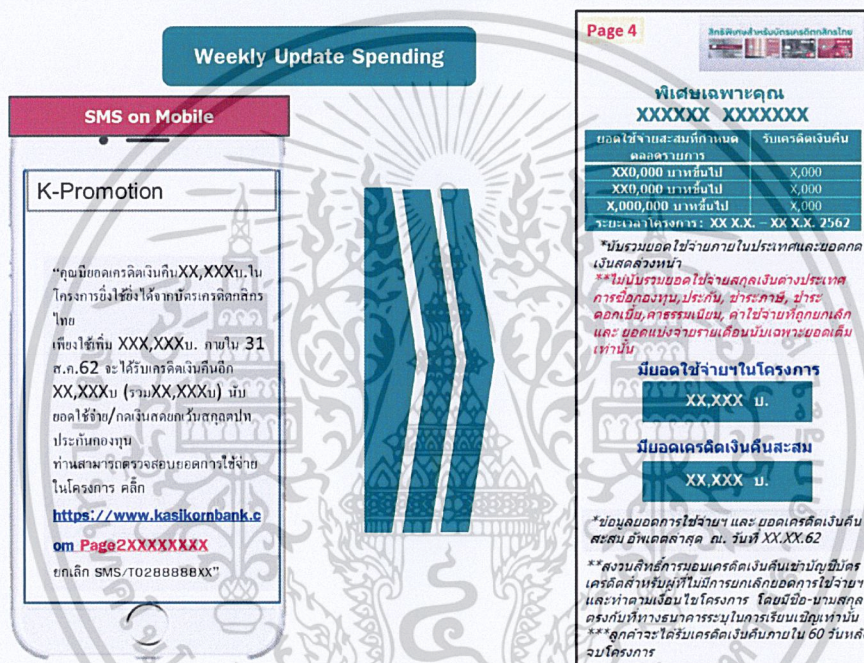 Weekly Update Spending
SMS on Mobile
K-Promotion
“คุณมียอดเครดิตเงินคืนXX,XXXบ.ใน
โครงการยิ่งใช้ยิ่งได้จากบัตรเครดิตกสิกร
ไทย
เพียงใช้เพิ่ม XXX,XXXบ. ภายใน 31
ส.ค.62 จะได้รับเครดิตเงินคืนอีก
XX,XXXบ (รวมXX,XXXบ) นับ
ยอดใช้จ่าย/กดเงินสดยกเว้นสกุลตปท
ประกันกองทุน
ท่านสามารถตรวจสอบยอดการใช้จ่าย
ในโครงการ คลิ๊ก
https://www.kasikornbank.c
om Page2XXXXXXXX
ยกเลิก SMS/T0288888XX”
Page 4
สิทธิพิเศษสำหรับบัตรเครดิตกสิกรไทย
พิเศษเฉพาะคุณ
XXXXXX XXXXXXX
ยอดใช้จ่ายสะสมที่กำหนด รับเครดิตเงินคืน
ตลอดรายการ
XX0,000 บาทขึ้นไป X,000
XX0,000 บาทขึ้นไป X,000
X,000,000 บาทขึ้นไป X,000
ระยะเวลาโครงการ: XX X.X. – XX X.X. 2562
*นับรวมยอดใช้จ่ายภายในประเทศและยอดกด
เงินสดล่วงหน้า
**ไม่นับรวมยอดใช้จ่ายสกุลเงินต่างประเทศ
การซื้อกองทุน,ประกัน, ชำระภาษี, ชำระ
ดอกเบี้ย,ค่าธรรมเนียม, ค่าใช้จ่ายที่ถูกยกเลิก
และ ยอดแบ่งจ่ายรายเดือนนับเฉพาะยอดเต็ม
เท่านั้น
มียอดใช้จ่ายฯในโครงการ
XX,XXX บ.
มียอดเครดิตเงินคืนสะสม
XX,XXX บ.
*ข้อมูลยอดการใช้จ่ายฯ และ ยอดเครดิตเงินคืน
สะสม อัพเดตล่าสุด ณ. วันที่ XX.XX.62
**สงวนสิทธิ์การมอบเครดิตเงินคืนเข้าบัญชีบัตร
เครดิตสำหรับผู้ที่ไม่มีการยกเลิกยอดการใช้จ่ายฯ
และทำตามเงื่อนไขโครงการ โดยมีชื่อ-นามสกุล
ตรงกับที่ทางธนาคารระบุในการเรียนเชิญเท่านั้น
***ลูกค้าจะได้รับเครดิตเงินคืนภายใน 60 วันหลัง
จบโครงการ